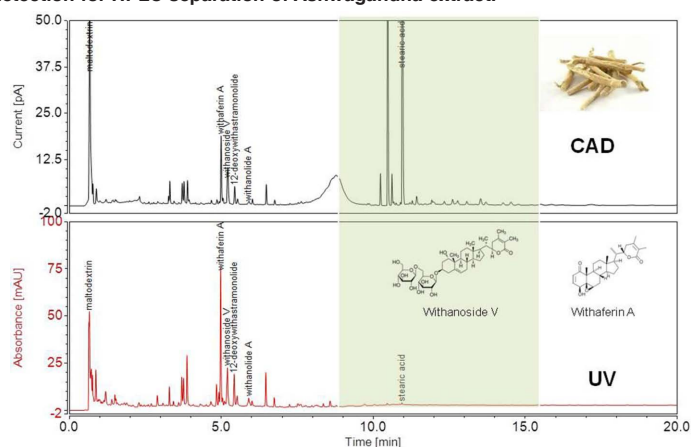 detection for HPLC separation of Ashwagandha extract.
50.0
37.5
25.0
12.5
-2.0
Current [pA]
maltodextrin
withaferin A
withanoside V
12-deoxywithastramonolide
withanolide A
stearic acid
CAD
100
75
50
25
-2
Absorbance [mAU]
maltodextrin
withaferin A
withanoside V
12-deoxywithastramonolide
withanolide A
stearic acid
Withanoside V
Withaferin A
UV
0.0
5.0
10.0
15.0
20.0
Time [min]